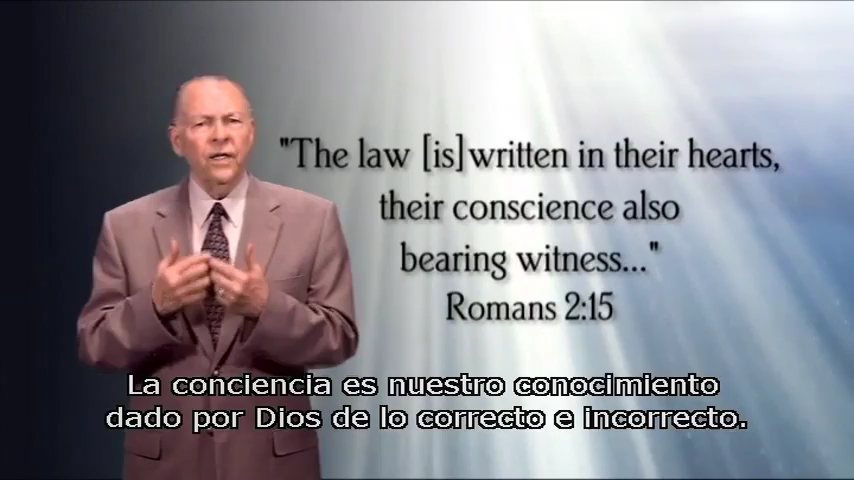 "The law [is]written in their hearts,
their conscience also
bearing witness..."
Romans 2:15
La conciencia es nuestro conocimiento
dado por Dios de lo correcto e incorrecto.